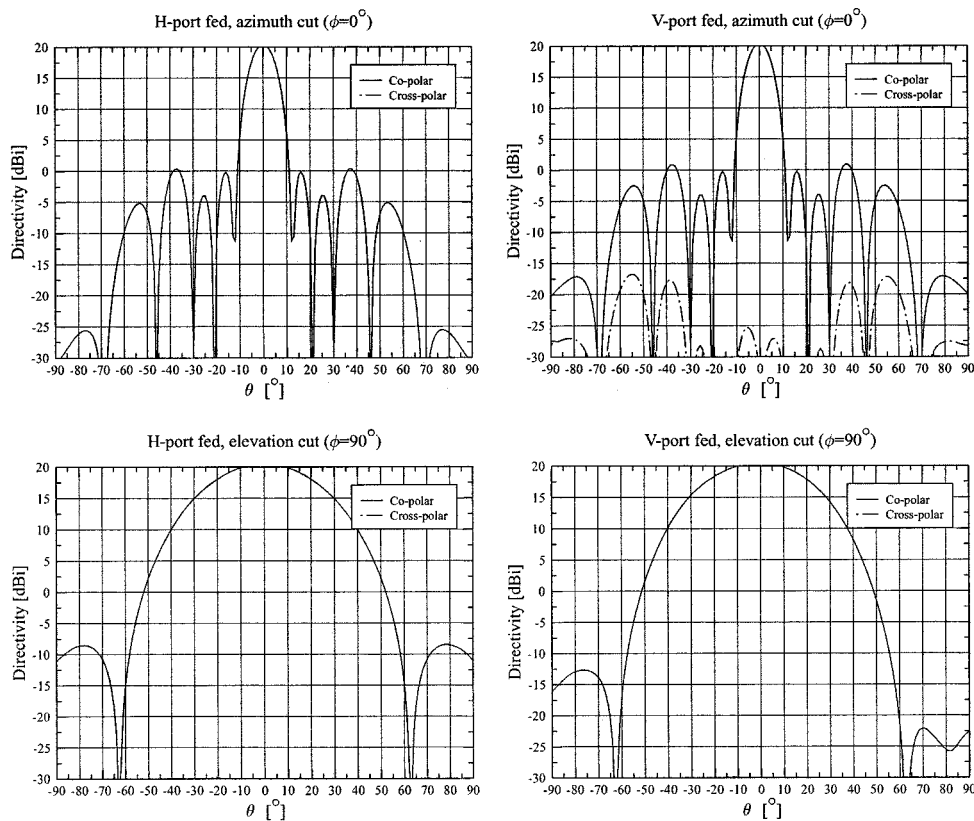 H-port fed, azimuth cut (ϕ=0°)
20
15
10
5
0
-5
-10
-15
-20
-25
-30
Directivity [dBi]
Co-polar
Cross-polar
-90 -80 -70 -60 -50 -40 -30 -20 -10 0 10 20 30 40 50 60 70 80 90
θ [°]
V-port fed, azimuth cut (ϕ=0°)
20
15
10
5
0
-5
-10
-15
-20
-25
-30
Directivity [dBi]
Co-polar
Cross-polar
-90 -80 -70 -60 -50 -40 -30 -20 -10 0 10 20 30 40 50 60 70 80 90
θ [°]
H-port fed, elevation cut (ϕ=90°)
20
15
10
5
0
-5
-10
-15
-20
-25
-30
Directivity [dBi]
Co-polar
Cross-polar
-90 -80 -70 -60 -50 -40 -30 -20 -10 0 10 20 30 40 50 60 70 80 90
θ [°]
V-port fed, elevation cut (ϕ=90°)
20
15
10
5
0
-5
-10
-15
-20
-25
-30
Directivity [dBi]
Co-polar
Cross-polar
-90 -80 -70 -60 -50 -40 -30 -20 -10 0 10 20 30 40 50 60 70 80 90
θ [°]